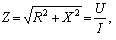 Z = √(R² + X²) = U/I,